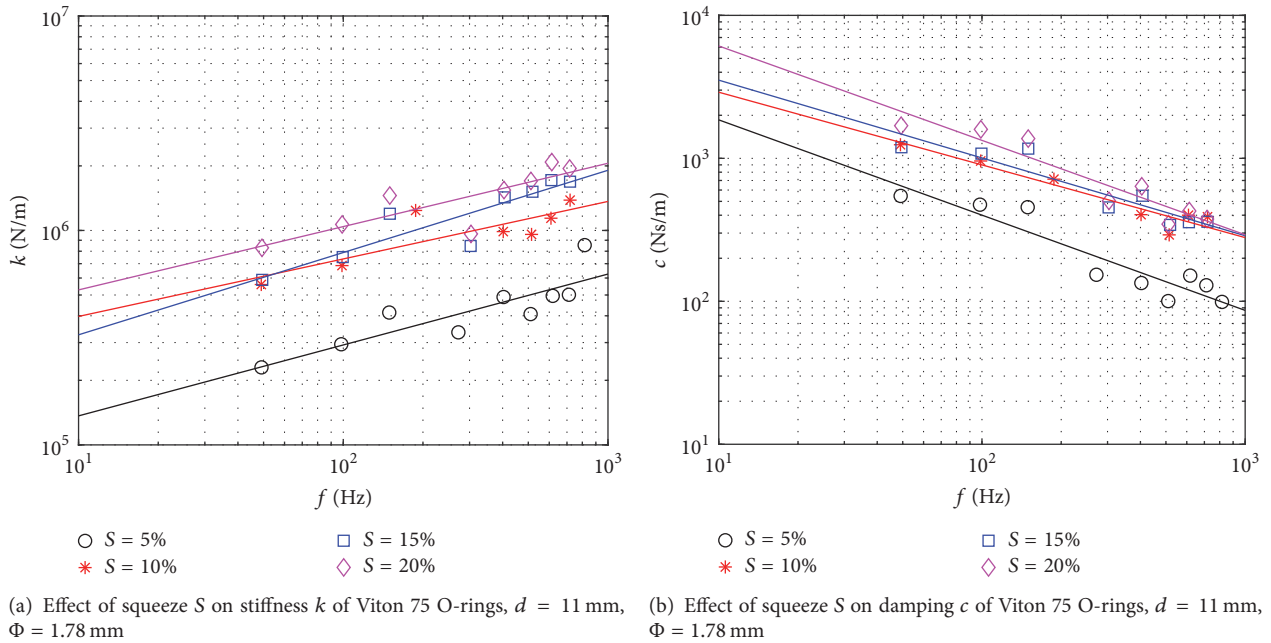 10^7
10^6
10^5
k (N/m)
10^1 10^2 10^3
f (Hz)
S = 5%
S = 10%
S = 15%
S = 20%
(a) Effect of squeeze S on stiffness k of Viton 75 O-rings, d = 11 mm,
Φ = 1.78 mm
10^4
10^3
10^2
10^1
c (Ns/m)
10^1 10^2 10^3
f (Hz)
S = 5%
S = 10%
S = 15%
S = 20%
(b) Effect of squeeze S on damping c of Viton 75 O-rings, d = 11 mm,
Φ = 1.78 mm